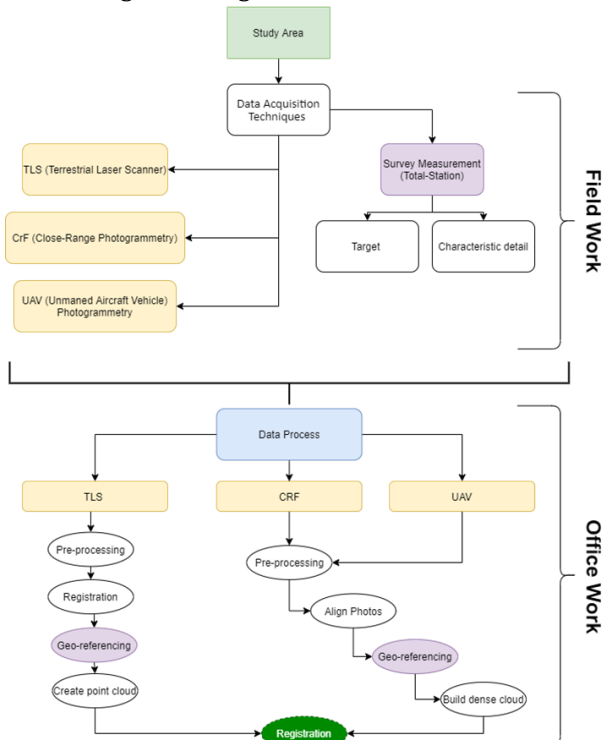 Study Area
Data Acquisition
Techniques
TLS (Terrestrial Laser Scanner)
Survey Measurement
(Total-Station)
CrF (Close-Range Photogrammetry)
Target
Characteristic detail
UAV (Unmaned Aircraft Vehicle)
Photogrammetry
Field Work
Data Process
TLS
CRF
UAV
Pre-processing
Pre-processing
Registration
Align Photos
Geo-referencing
Geo-referencing
Create point cloud
Build dense cloud
Registration
Office Work